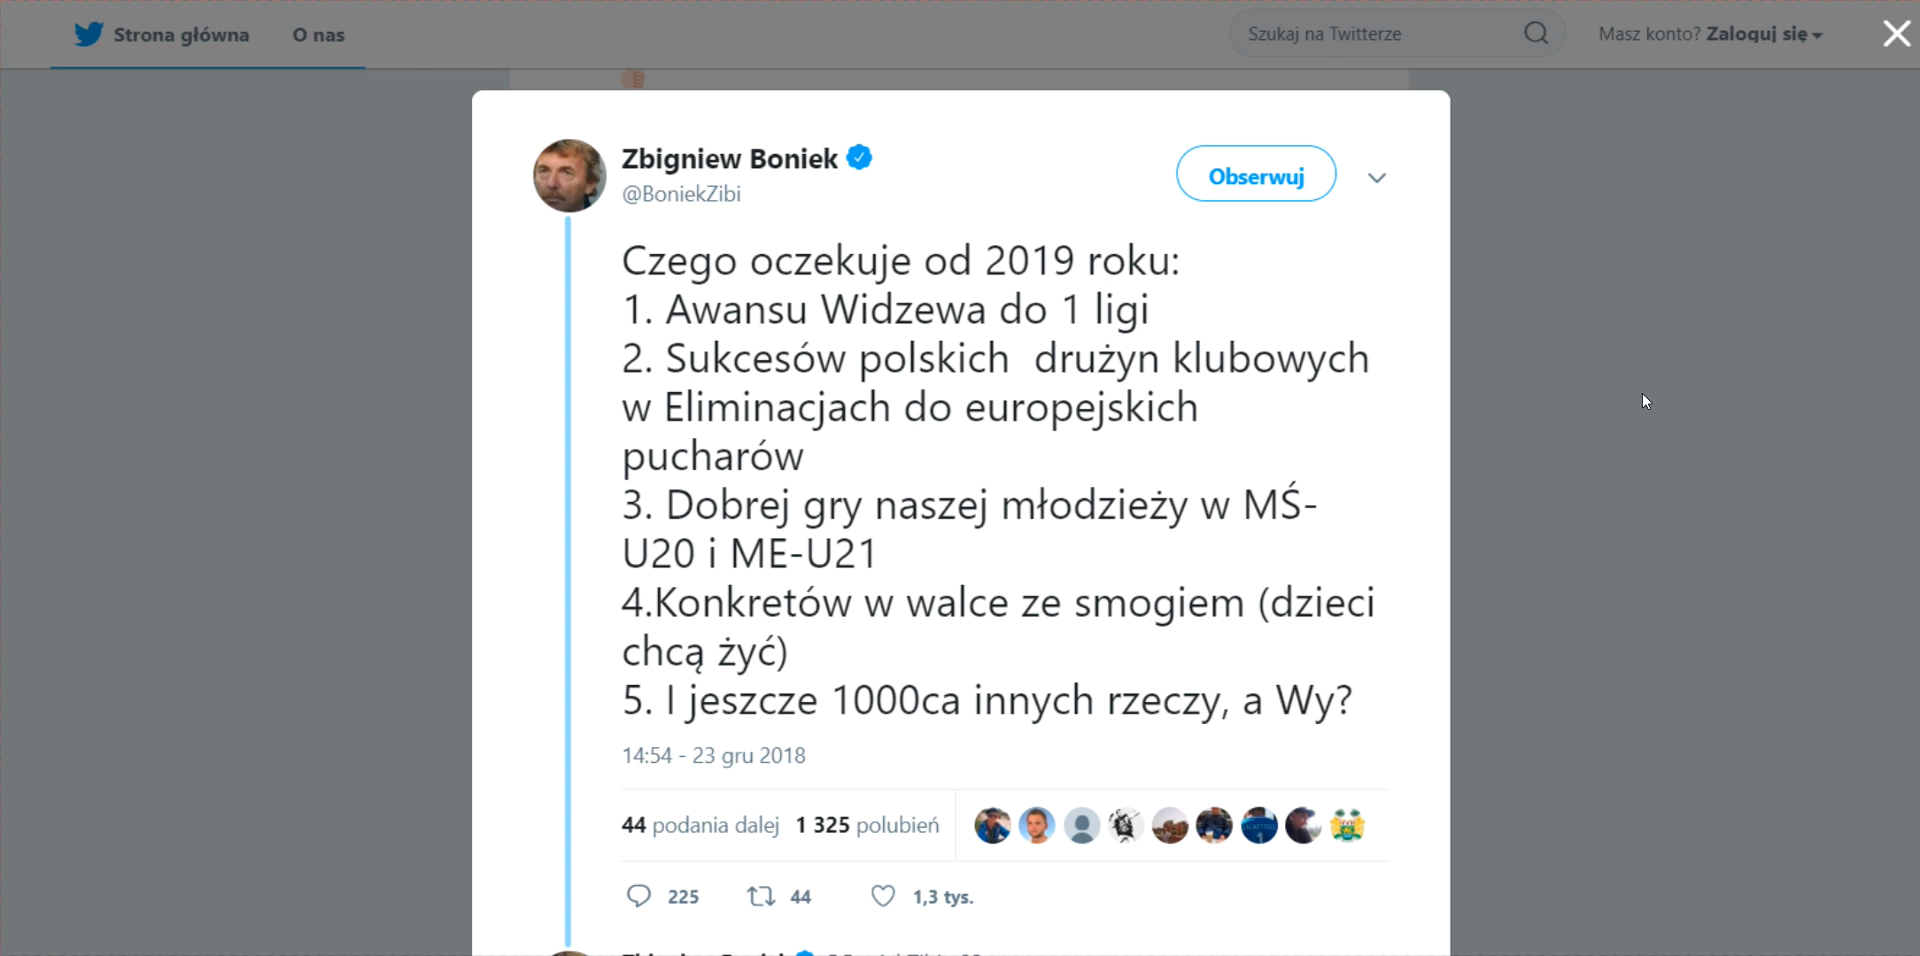 Strona główna
O nas
Szukaj na Twitterze
Masz konto? Zaloguj się
Zbigniew Boniek
@BoniekZibi
Obserwuj
Czego oczekuje od 2019 roku:
1. Awansu Widzewa do 1 ligi
2. Sukcesów polskich  drużyn klubowych
w Eliminacjach do europejskich
pucharów
3. Dobrej gry naszej młodzieży w MŚ-
U20 i ME-U21
4.Konkretów w walce ze smogiem (dzieci
chcą żyć)
5. I jeszcze 1000ca innych rzeczy, a Wy?
14:54 - 23 gru 2018
44 podania dalej 1 325 polubień
225 44 1,3 tys.